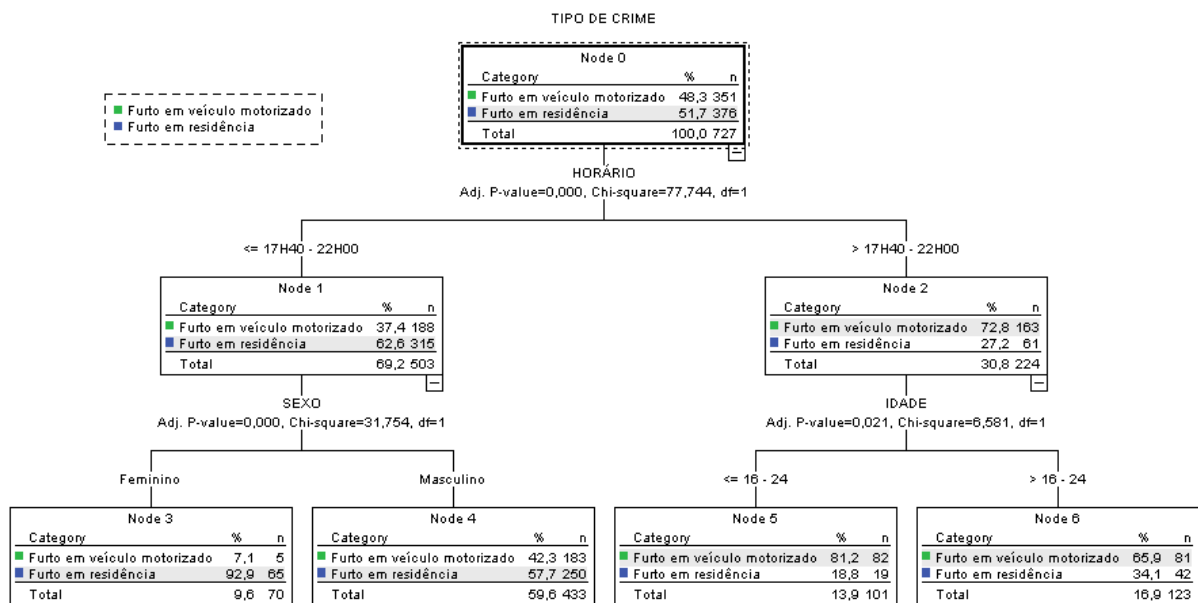 TIPO DE CRIME
Furto em veículo motorizado
Furto em residência
Node 0
Category % n
Furto em veículo motorizado 48,3 351
Furto em residência 51,7 376
Total 100,0 727
HORÁRIO
Adj. P-value=0,000, Chi-square=77,744, df=1
<= 17H40 - 22H00
> 17H40 - 22H00
Node 1
Category % n
Furto em veículo motorizado 37,4 188
Furto em residência 62,6 315
Total 69,2 503
Node 2
Category % n
Furto em veículo motorizado 72,8 163
Furto em residência 27,2 61
Total 30,8 224
SEXO
Adj. P-value=0,000, Chi-square=31,754, df=1
IDADE
Adj. P-value=0,021, Chi-square=6,581, df=1
Feminino
Masculino
<= 16 - 24
> 16 - 24
Node 3
Category % n
Furto em veículo motorizado 7,1 5
Furto em residência 92,9 65
Total 9,6 70
Node 4
Category % n
Furto em veículo motorizado 42,3 183
Furto em residência 57,7 250
Total 59,6 433
Node 5
Category % n
Furto em veículo motorizado 81,2 82
Furto em residência 18,8 19
Total 13,9 101
Node 6
Category % n
Furto em veículo motorizado 65,9 81
Furto em residência 34,1 42
Total 16,9 123